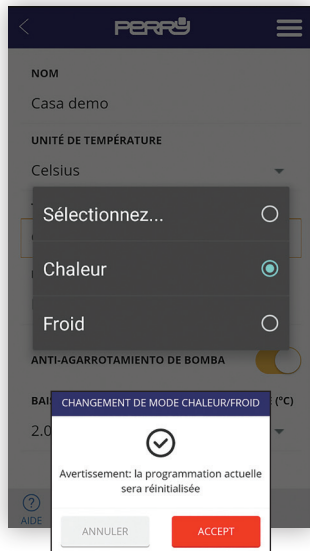 PERRY
NOM
Casa demo
UNITÉ DE TEMPÉRATURE
Celsius
Sélectionnez...
Chaleur
Froid
ANTI-AGARROTAMIENTO DE BOMBA
(°C)
2.0
CHANGEMENT DE MODE CHALEUR/FROID
Avertissement: la programmation actuelle
sera réinitialisée
ANNULER
ACCEPT
AIDE